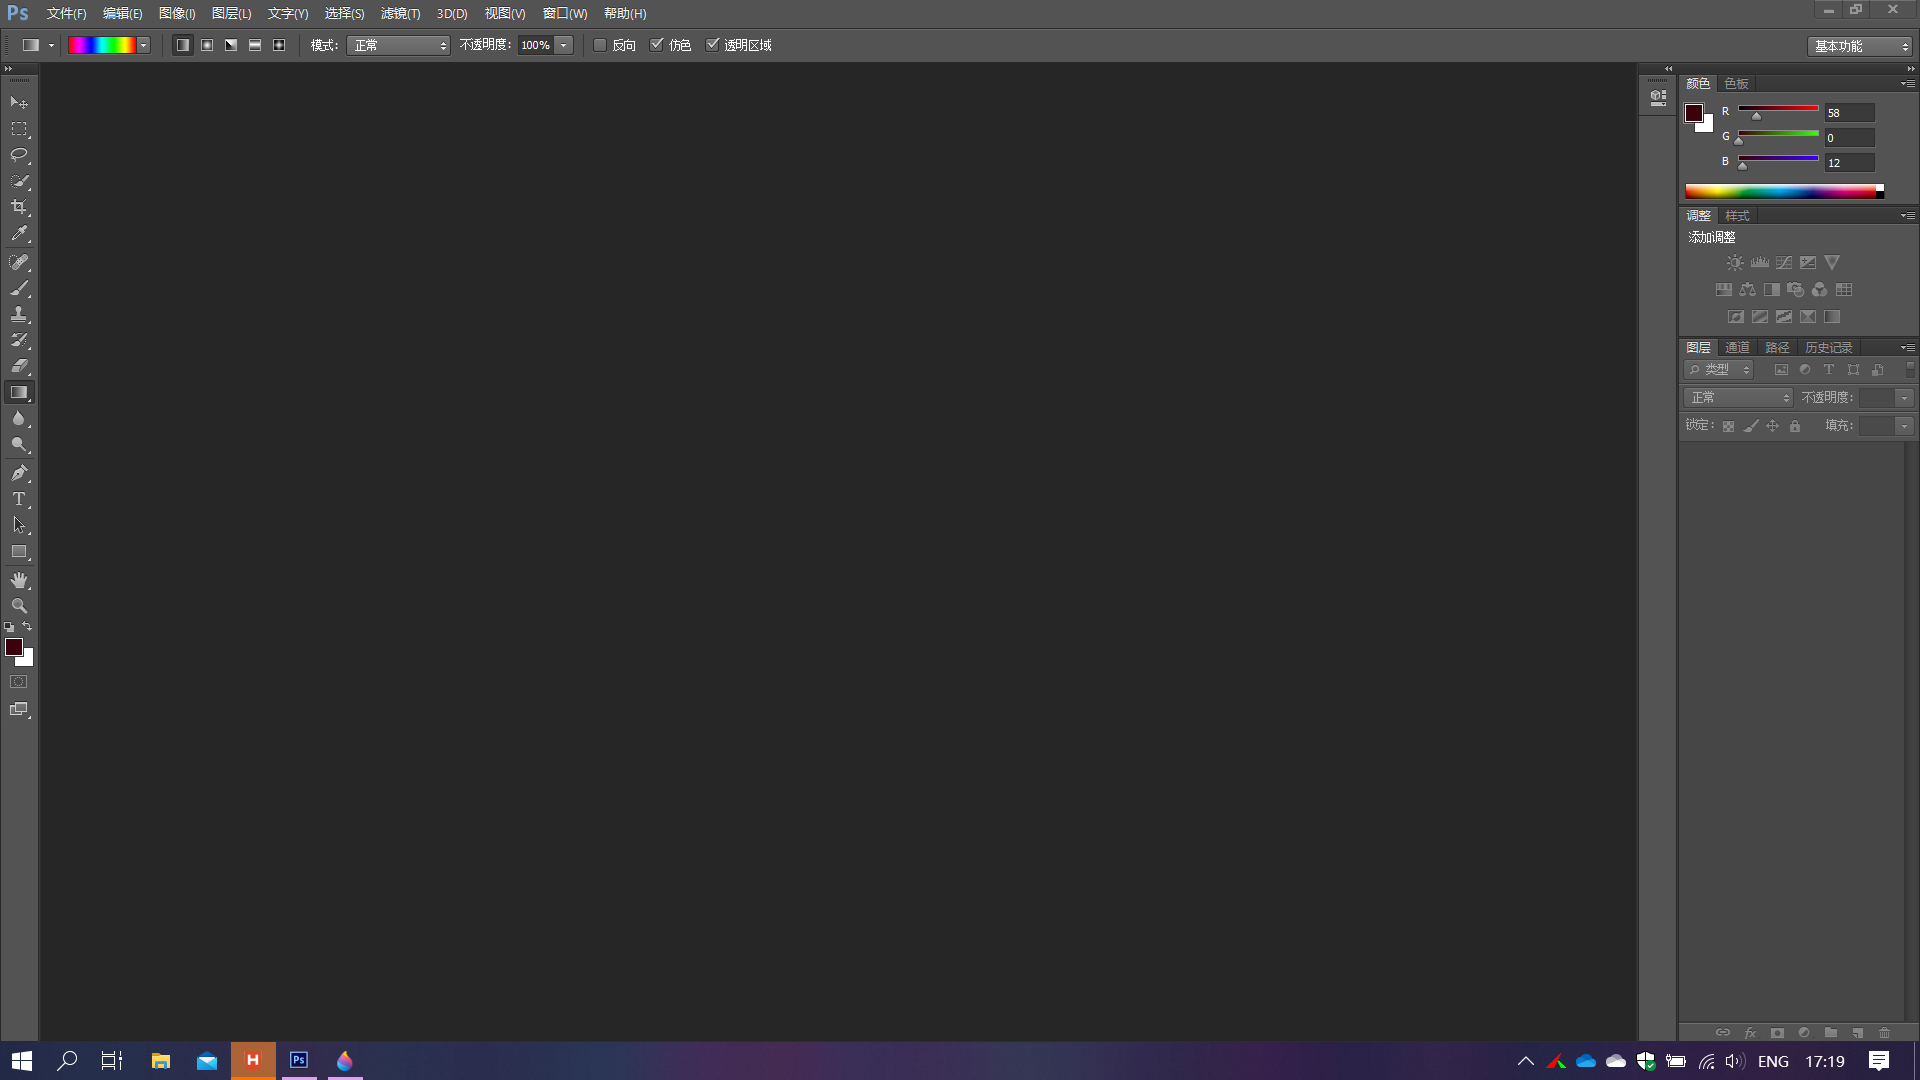 Ps 文件(F) 编辑(E) 图像(I) 图层(L) 文字(Y) 选择(S) 滤镜(T) 3D(D) 视图(V) 窗口(W) 帮助(H)
模式: 正常 不透明度: 100% 反向 仿色 透明区域 基本功能
颜色 色板
R 58
G 0
B 12
调整 样式
添加调整
图层 通道 路径 历史记录
类型
正常 不透明度:
锁定: 填充:
T
fx
H Ps ENG 17:19